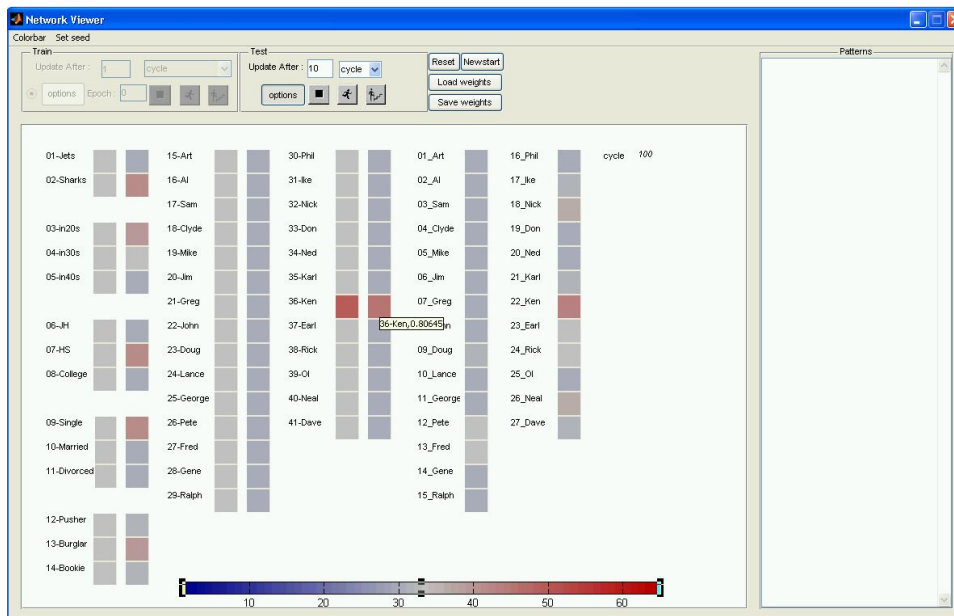 Network Viewer
Colorbar Set seed
Train
Update After : 1 cycle
options Epoch : 0
Test
Update After : 10 cycle
options
Reset Newstart
Load weights
Save weights
Patterns
01-Jets 15-Art 30-Phil 01_Art 16_Phil cycle 100
02-Sharks 16-Al 31-Ike 02_Al 17_Ike
17-Sam 32-Nick 03_Sam 18_Nick
03-in20s 18-Clyde 33-Don 04_Clyde 19_Don
04-in30s 19-Mike 34-Ned 05_Mike 20_Ned
05-in40s 20-Jim 35-Karl 06_Jim 21_Karl
21-Greg 36-Ken 07_Greg 22_Ken
36-Ken,0.80645
06-JH 22-John 37-Earl 23_Earl
07-HS 23-Doug 38-Rick 09_Doug 24_Rick
08-College 24-Lance 39-Ol 10_Lance 25_Ol
25-George 40-Neal 11_George 26_Neal
09-Single 26-Pete 41-Dave 12_Pete 27_Dave
10-Married 27-Fred 13_Fred
11-Divorced 28-Gene 14_Gene
29-Ralph 15_Ralph
12-Pusher
13-Burglar
14-Bookie
10 20 30 40 50 60